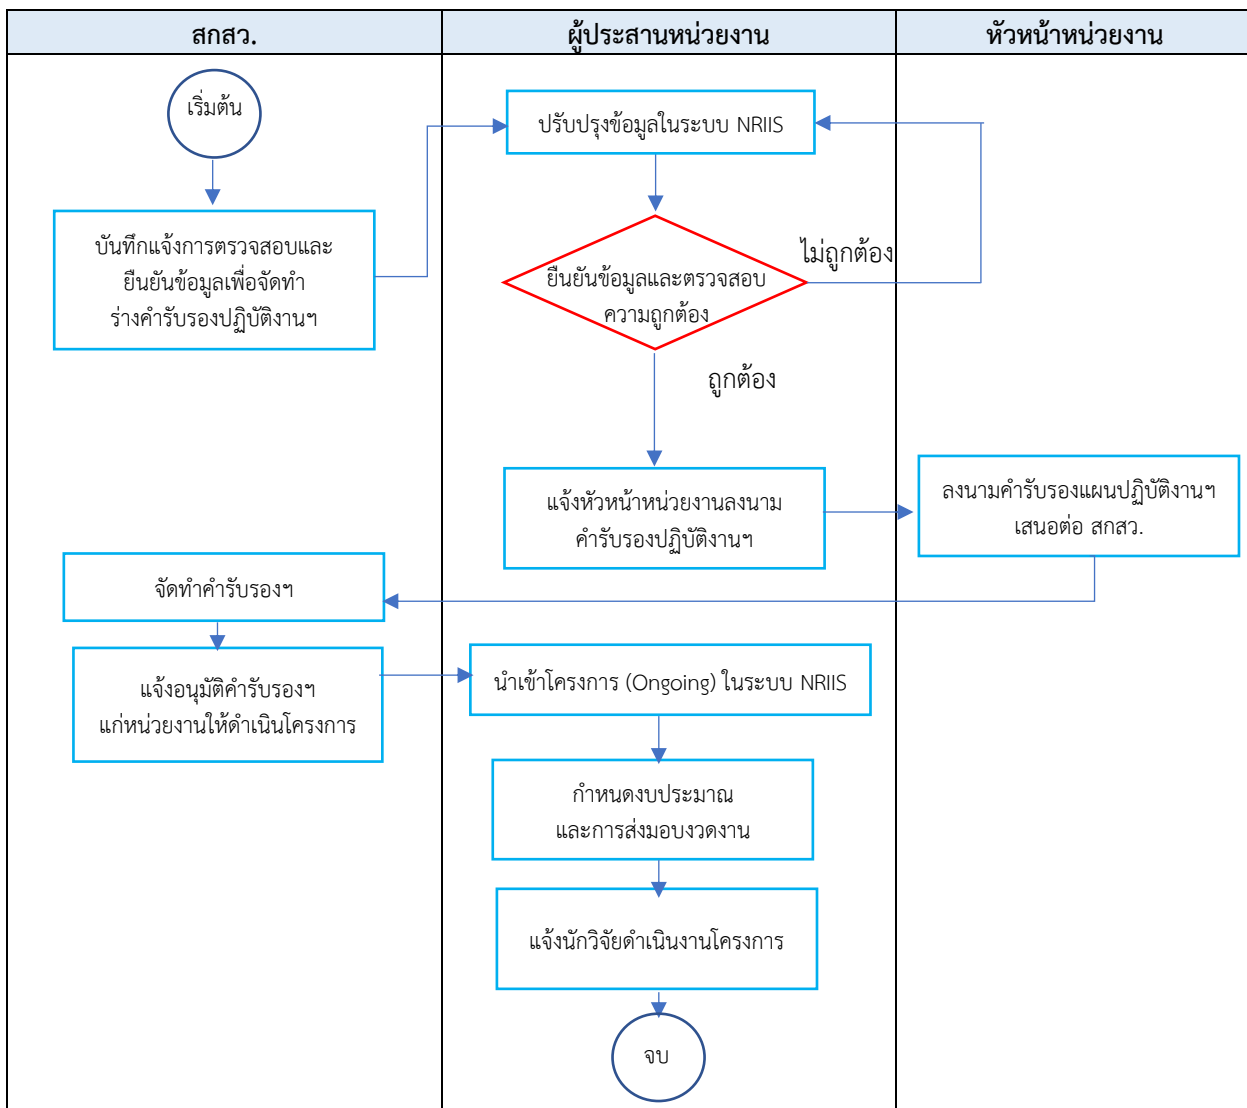 สกสว.
ผู้ประสานหน่วยงาน
หัวหน้าหน่วยงาน
เริ่มต้น
ปรับปรุงข้อมูลในระบบ NRIIS
บันทึกแจ้งการตรวจสอบและ
ยืนยันข้อมูลเพื่อจัดทำ
ร่างคำรับรองปฏิบัติงานฯ
ไม่ถูกต้อง
ยืนยันข้อมูลและตรวจสอบ
ความถูกต้อง
ถูกต้อง
แจ้งหัวหน้าหน่วยงานลงนาม
คำรับรองปฏิบัติงานฯ
ลงนามคำรับรองแผนปฏิบัติงานฯ
เสนอต่อ สกสว.
จัดทำคำรับรองฯ
แจ้งอนุมัติคำรับรองฯ
แก่หน่วยงานให้ดำเนินโครงการ
นำเข้าโครงการ (Ongoing) ในระบบ NRIIS
กำหนดงบประมาณ
และการส่งมอบงวดงาน
แจ้งนักวิจัยดำเนินงานโครงการ
จบ